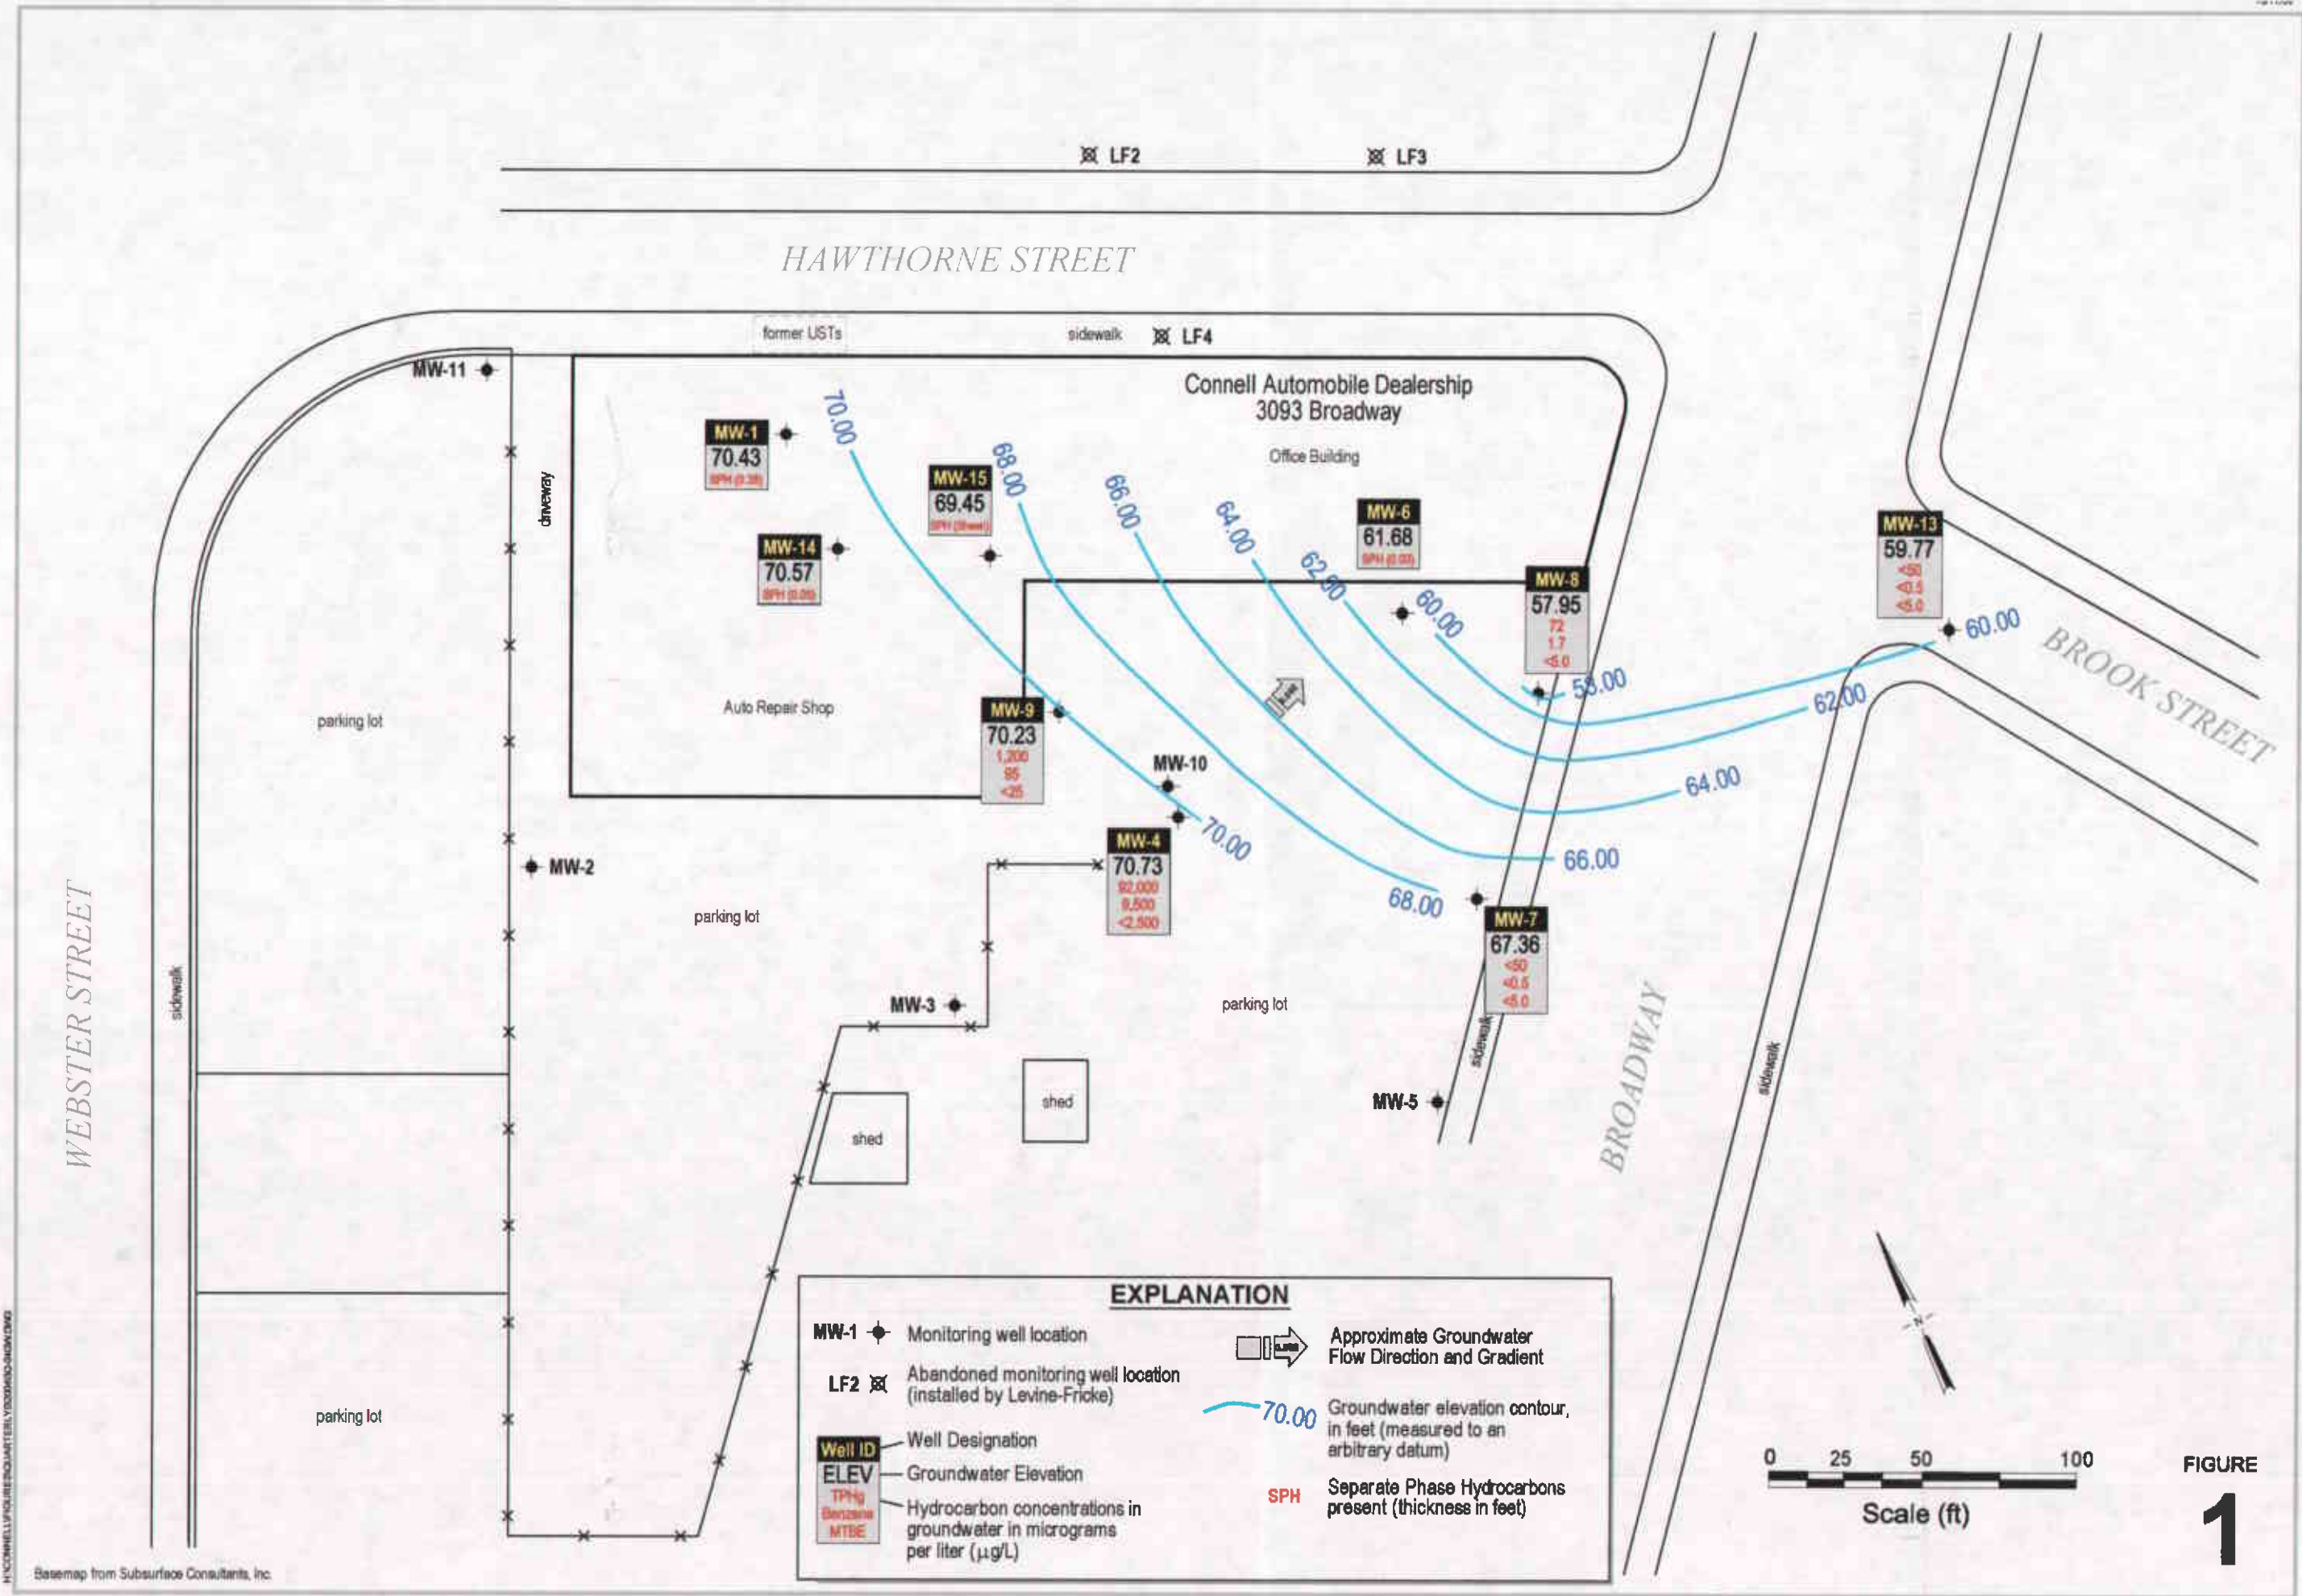 LF2
LF3
HAWTHORNE STREET
former USTs
sidewalk
LF4
MW-11
Connell Automobile Dealership
3093 Broadway
Office Building
driveway
70.00
MW-1
70.43
68.00
MW-15
69.45
66.00
64.00
MW-6
61.68
SPH (0.03)
MW-13
59.77
<50
<0.5
<5.0
MW-14
70.57
62.00
60.00
MW-8
57.95
72
1.7
<5.0
60.00
BROOK STREET
58.00
62.00
parking lot
Auto Repair Shop
MW-9
70.23
1,200
95
<25
MW-10
64.00
MW-4
70.73
92,000
9,500
<2,500
70.00
66.00
68.00
MW-2
parking lot
MW-7
67.36
<50
<0.5
<5.0
WEBSTER STREET
sidewalk
MW-3
parking lot
sidewalk
BROADWAY
sidewalk
shed
shed
MW-5
parking lot
EXPLANATION
MW-1
Monitoring well location
LF2
Abandoned monitoring well location
(installed by Levine-Fricke)
Well ID
ELEV
TPHg
Benzene
MTBE
Well Designation
Groundwater Elevation
Hydrocarbon concentrations in
groundwater in micrograms
per liter (µg/L)
Approximate Groundwater
Flow Direction and Gradient
70.00
Groundwater elevation contour,
in feet (measured to an
arbitrary datum)
SPH
Separate Phase Hydrocarbons
present (thickness in feet)
N
0 25 50 100
Scale (ft)
FIGURE
1
Basemap from Subsurface Consultants, Inc.